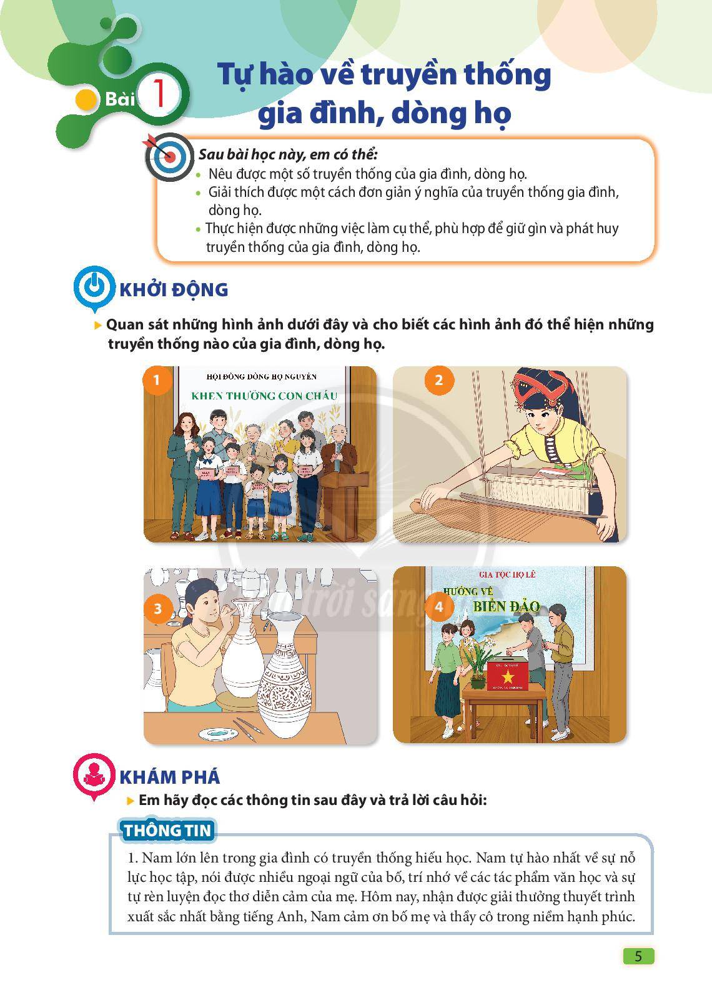 Bài 1
Tự hào về truyền thống
gia đình, dòng họ
Sau bài học này, em có thể:
• Nêu được một số truyền thống của gia đình, dòng họ.
• Giải thích được một cách đơn giản ý nghĩa của truyền thống gia đình,
dòng họ.
• Thực hiện được những việc làm cụ thể, phù hợp để giữ gìn và phát huy
truyền thống của gia đình, dòng họ.
KHỞI ĐỘNG
Quan sát những hình ảnh dưới đây và cho biết các hình ảnh đó thể hiện những
truyền thống nào của gia đình, dòng họ.
1
HỘI ĐỒNG DÒNG HỌ NGUYỄN
KHEN THƯỞNG CON CHÁU
2
3
4
GIA TỘC HỌ LÊ
HƯỚNG VỀ
BIỂN ĐẢO
KHÁM PHÁ
Em hãy đọc các thông tin sau đây và trả lời câu hỏi:
THÔNG TIN
1. Nam lớn lên trong gia đình có truyền thống hiếu học. Nam tự hào nhất về sự nỗ
lực học tập, nói được nhiều ngoại ngữ của bố, trí nhớ về các tác phẩm văn học và sự
tự rèn luyện đọc thơ diễn cảm của mẹ. Hôm nay, nhận được giải thưởng thuyết trình
xuất sắc nhất bằng tiếng Anh, Nam cảm ơn bố mẹ và thầy cô trong niềm hạnh phúc.
5